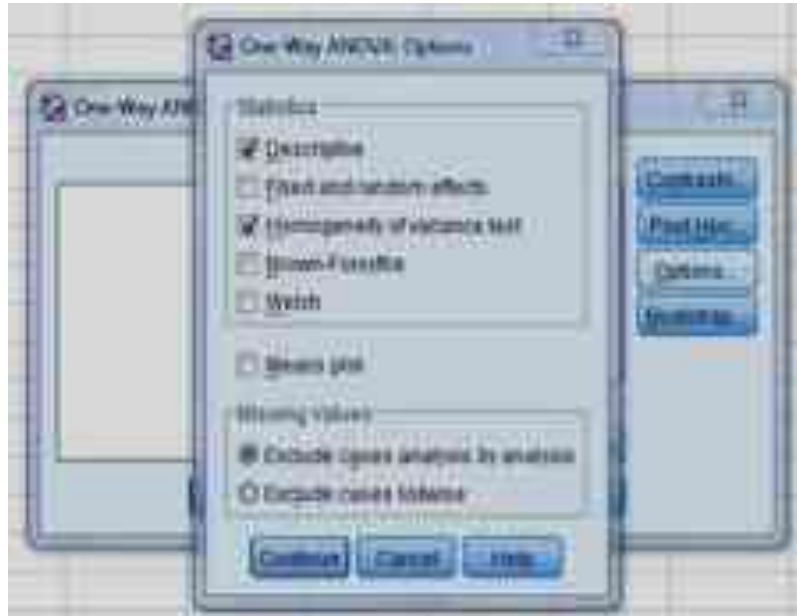 One-Way ANOVA: Options
One-Way AN
Statistics
Descriptive
Fixed and random effects
Homogeneity of variance test
Brown-Forsythe
Welch
Means plot
Missing Values
Exclude cases analysis by analysis
Exclude cases listwise
Continue Cancel Help
Contrasts...
Post Hoc...
Options...
Bootstrap...